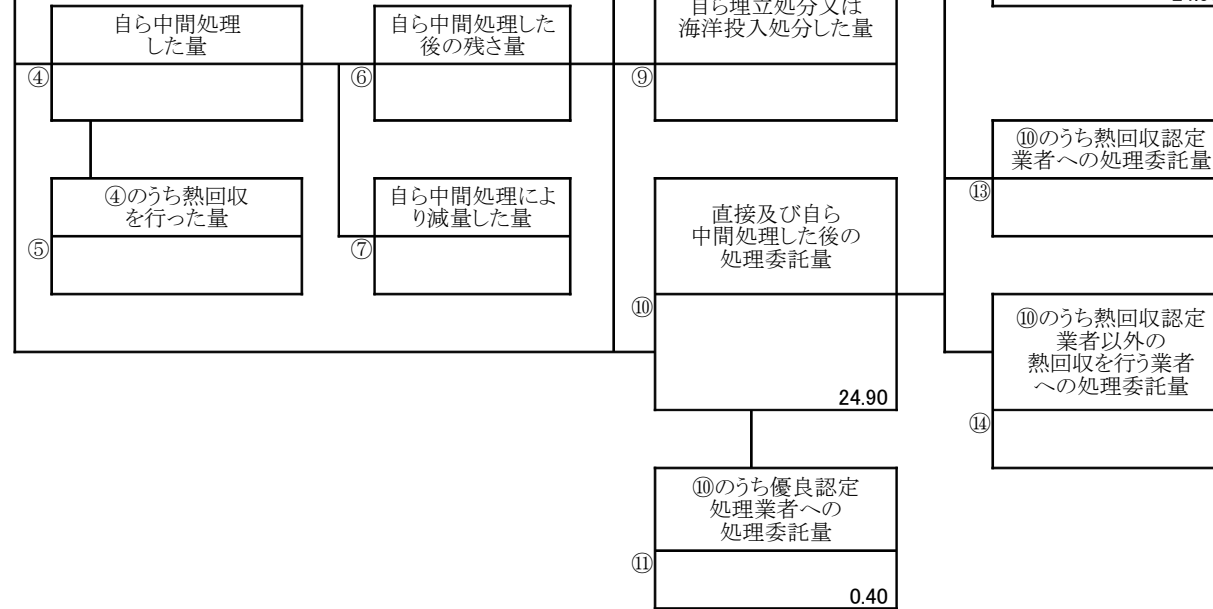 自ら中間処理
した量
④
自ら中間処理した
後の残さ量
⑥
自ら埋立処分又は
海洋投入処分した量
⑨
④のうち熱回収
を行った量
⑤
自ら中間処理によ
り減量した量
⑦
直接及び自ら
中間処理した後の
処理委託量
⑩
24.90
⑩のうち優良認定
処理業者への
処理委託量
⑪
0.40
⑩のうち熱回収認定
業者への処理委託量
⑬
⑩のうち熱回収認定
業者以外の
熱回収を行う業者
への処理委託量
⑭